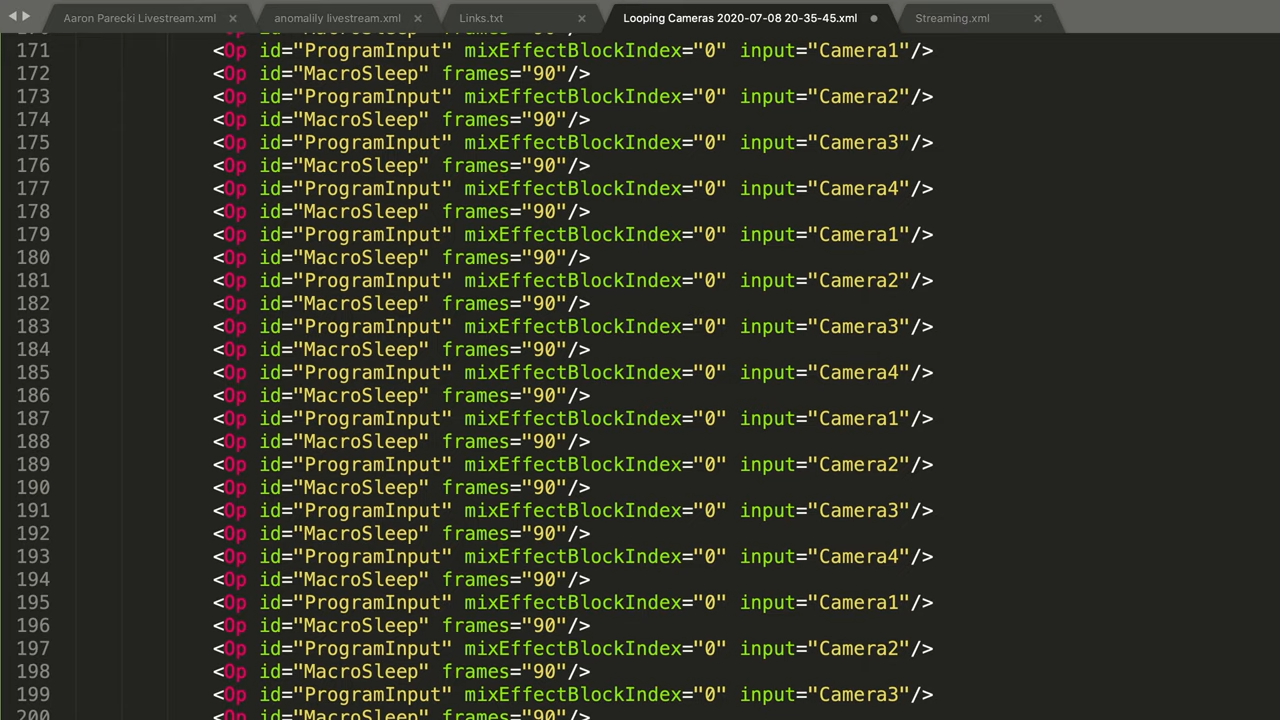 Aaron Parecki Livestream.xml × anomalily livestream.xml × Links.txt × Looping Cameras 2020-07-08 20-35-45.xml Streaming.xml ×
171 <Op id="ProgramInput" mixEffectBlockIndex="0" input="Camera1"/>
172 <Op id="MacroSleep" frames="90"/>
173 <Op id="ProgramInput" mixEffectBlockIndex="0" input="Camera2"/>
174 <Op id="MacroSleep" frames="90"/>
175 <Op id="ProgramInput" mixEffectBlockIndex="0" input="Camera3"/>
176 <Op id="MacroSleep" frames="90"/>
177 <Op id="ProgramInput" mixEffectBlockIndex="0" input="Camera4"/>
178 <Op id="MacroSleep" frames="90"/>
179 <Op id="ProgramInput" mixEffectBlockIndex="0" input="Camera1"/>
180 <Op id="MacroSleep" frames="90"/>
181 <Op id="ProgramInput" mixEffectBlockIndex="0" input="Camera2"/>
182 <Op id="MacroSleep" frames="90"/>
183 <Op id="ProgramInput" mixEffectBlockIndex="0" input="Camera3"/>
184 <Op id="MacroSleep" frames="90"/>
185 <Op id="ProgramInput" mixEffectBlockIndex="0" input="Camera4"/>
186 <Op id="MacroSleep" frames="90"/>
187 <Op id="ProgramInput" mixEffectBlockIndex="0" input="Camera1"/>
188 <Op id="MacroSleep" frames="90"/>
189 <Op id="ProgramInput" mixEffectBlockIndex="0" input="Camera2"/>
190 <Op id="MacroSleep" frames="90"/>
191 <Op id="ProgramInput" mixEffectBlockIndex="0" input="Camera3"/>
192 <Op id="MacroSleep" frames="90"/>
193 <Op id="ProgramInput" mixEffectBlockIndex="0" input="Camera4"/>
194 <Op id="MacroSleep" frames="90"/>
195 <Op id="ProgramInput" mixEffectBlockIndex="0" input="Camera1"/>
196 <Op id="MacroSleep" frames="90"/>
197 <Op id="ProgramInput" mixEffectBlockIndex="0" input="Camera2"/>
198 <Op id="MacroSleep" frames="90"/>
199 <Op id="ProgramInput" mixEffectBlockIndex="0" input="Camera3"/>
200 <Op id="MacroSleep" frames="90"/>